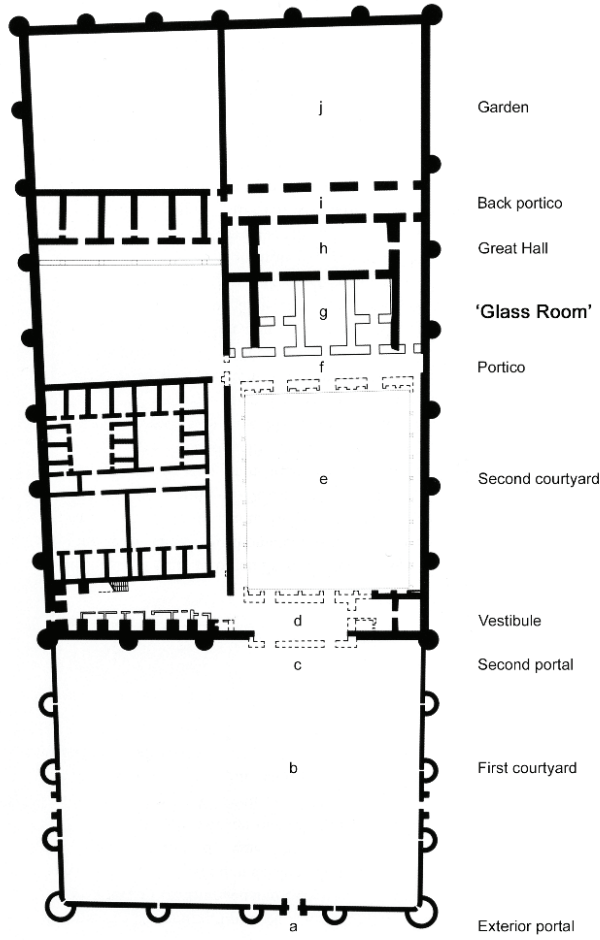 j Garden
i Back portico
h Great Hall
g 'Glass Room'
f Portico
e Second courtyard
d Vestibule
c Second portal
b First courtyard
a Exterior portal